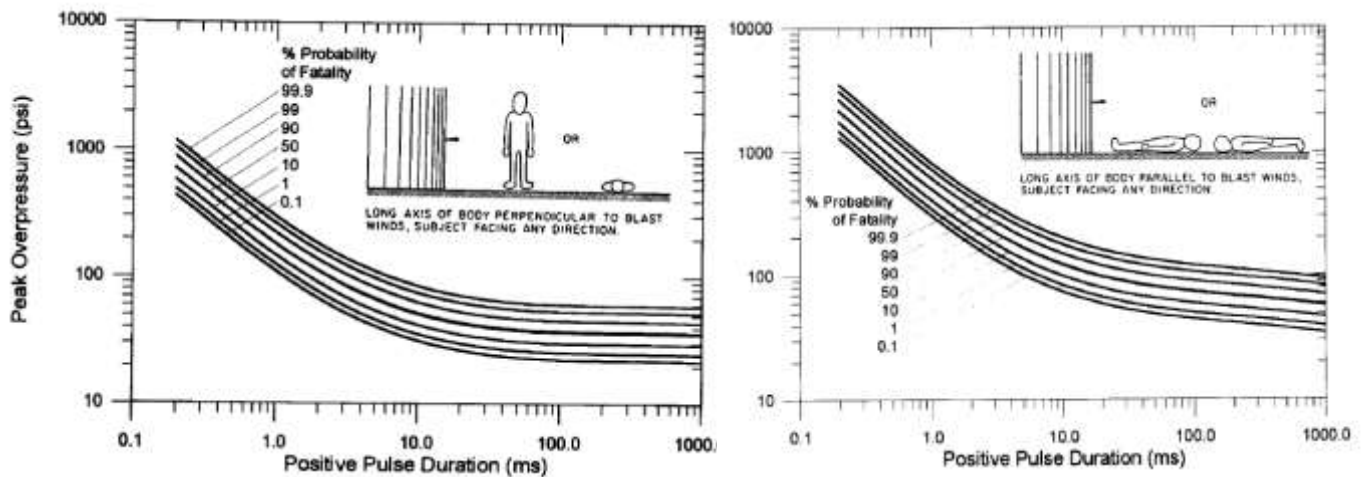 10000
1000
100
10
Peak Overpressure (psi)
% Probability
of Fatality
99.9
99
90
50
10
1
0.1
OR
LONG AXIS OF BODY PERPENDICULAR TO BLAST
WINDS, SUBJECT FACING ANY DIRECTION.
0.1
1.0
10.0
100.0
1000.0
Positive Pulse Duration (ms)
10000
1000
100
10
OR
LONG AXIS OF BODY PARALLEL TO BLAST WINDS,
SUBJECT FACING ANY DIRECTION
% Probability
of Fatality
99.9
99
90
50
10
1
0.1
0.1
1.0
10.0
100.0
1000.0
Positive Pulse Duration (ms)